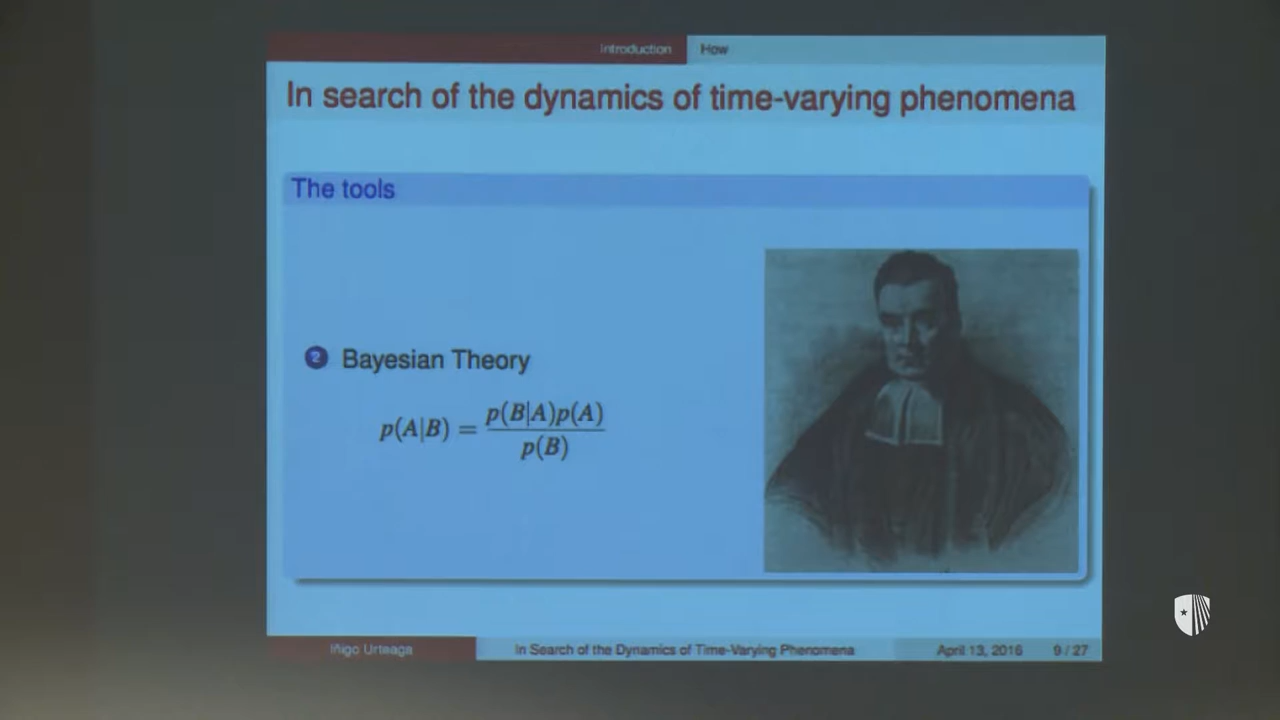 Introduction How
In search of the dynamics of time-varying phenomena
The tools
2 Bayesian Theory
p(A|B) = p(B|A)p(A) / p(B)
Iñigo Urteaga In Search of the Dynamics of Time-Varying Phenomena April 13, 2016 9 / 27